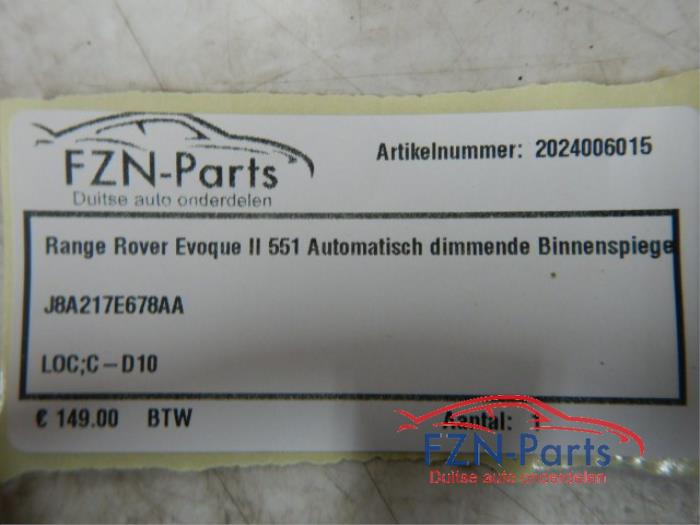 FZN-Parts
Duitse auto onderdelen
Artikelnummer: 2024006015
Range Rover Evoque II 551 Automatisch dimmende Binnenspiege
J8A217E678AA
LOC;C-D10
€ 149.00 BTW
Aantal: 1
FZN-Parts
Duitse auto onderdelen